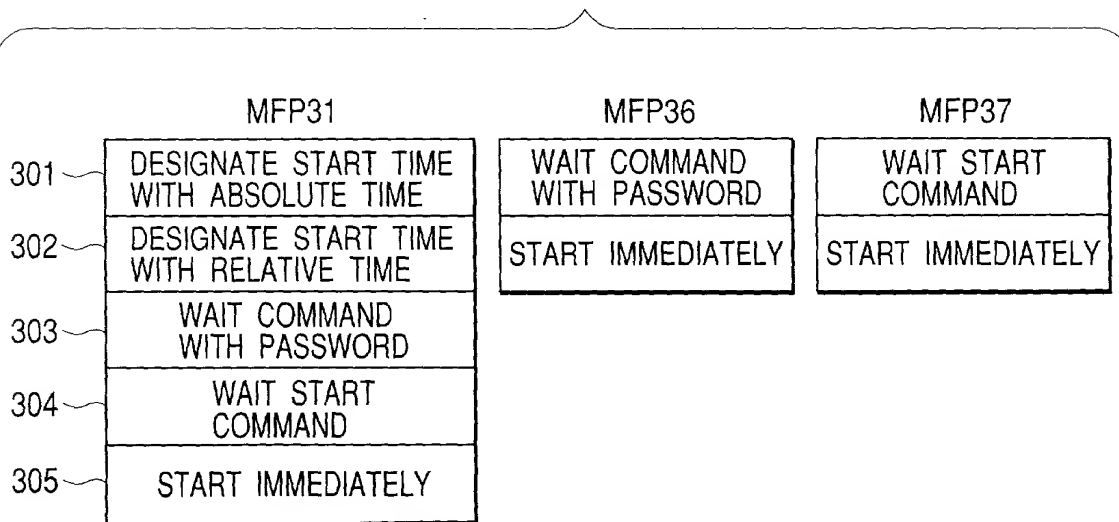 MFP31
301
DESIGNATE START TIME
WITH ABSOLUTE TIME
302
DESIGNATE START TIME
WITH RELATIVE TIME
303
WAIT COMMAND
WITH PASSWORD
304
WAIT START
COMMAND
305
START IMMEDIATELY
MFP36
WAIT COMMAND
WITH PASSWORD
START IMMEDIATELY
MFP37
WAIT START
COMMAND
START IMMEDIATELY